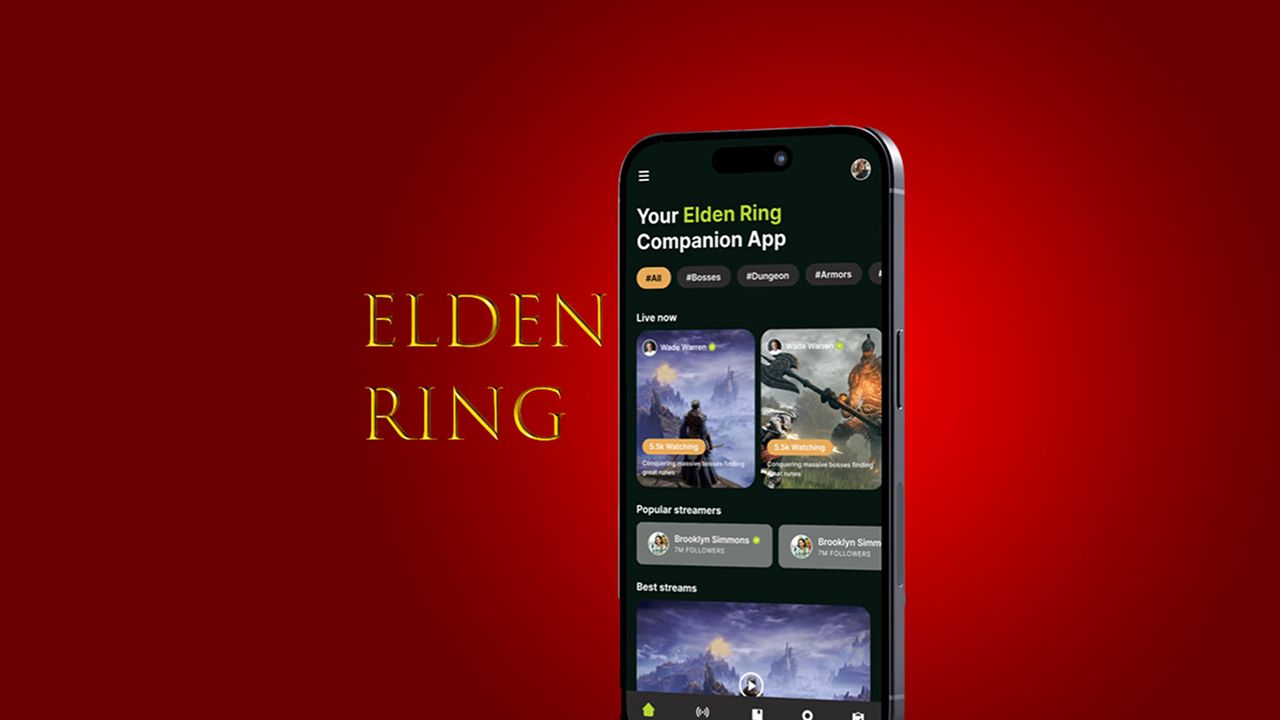 ELDEN
RING
Your Elden Ring
Companion App
#All #Bosses #Dungeon #Armors #
Live now
Wade Warren Wade Warren
5.5k Watching 5.5k Watching
Conquering massive bosses finding
great runes
Conquering massive bosses finding
great runes
Popular streamers
Brooklyn Simmons Brooklyn Simm
7M FOLLOWERS 7M FOLLOWERS
Best streams